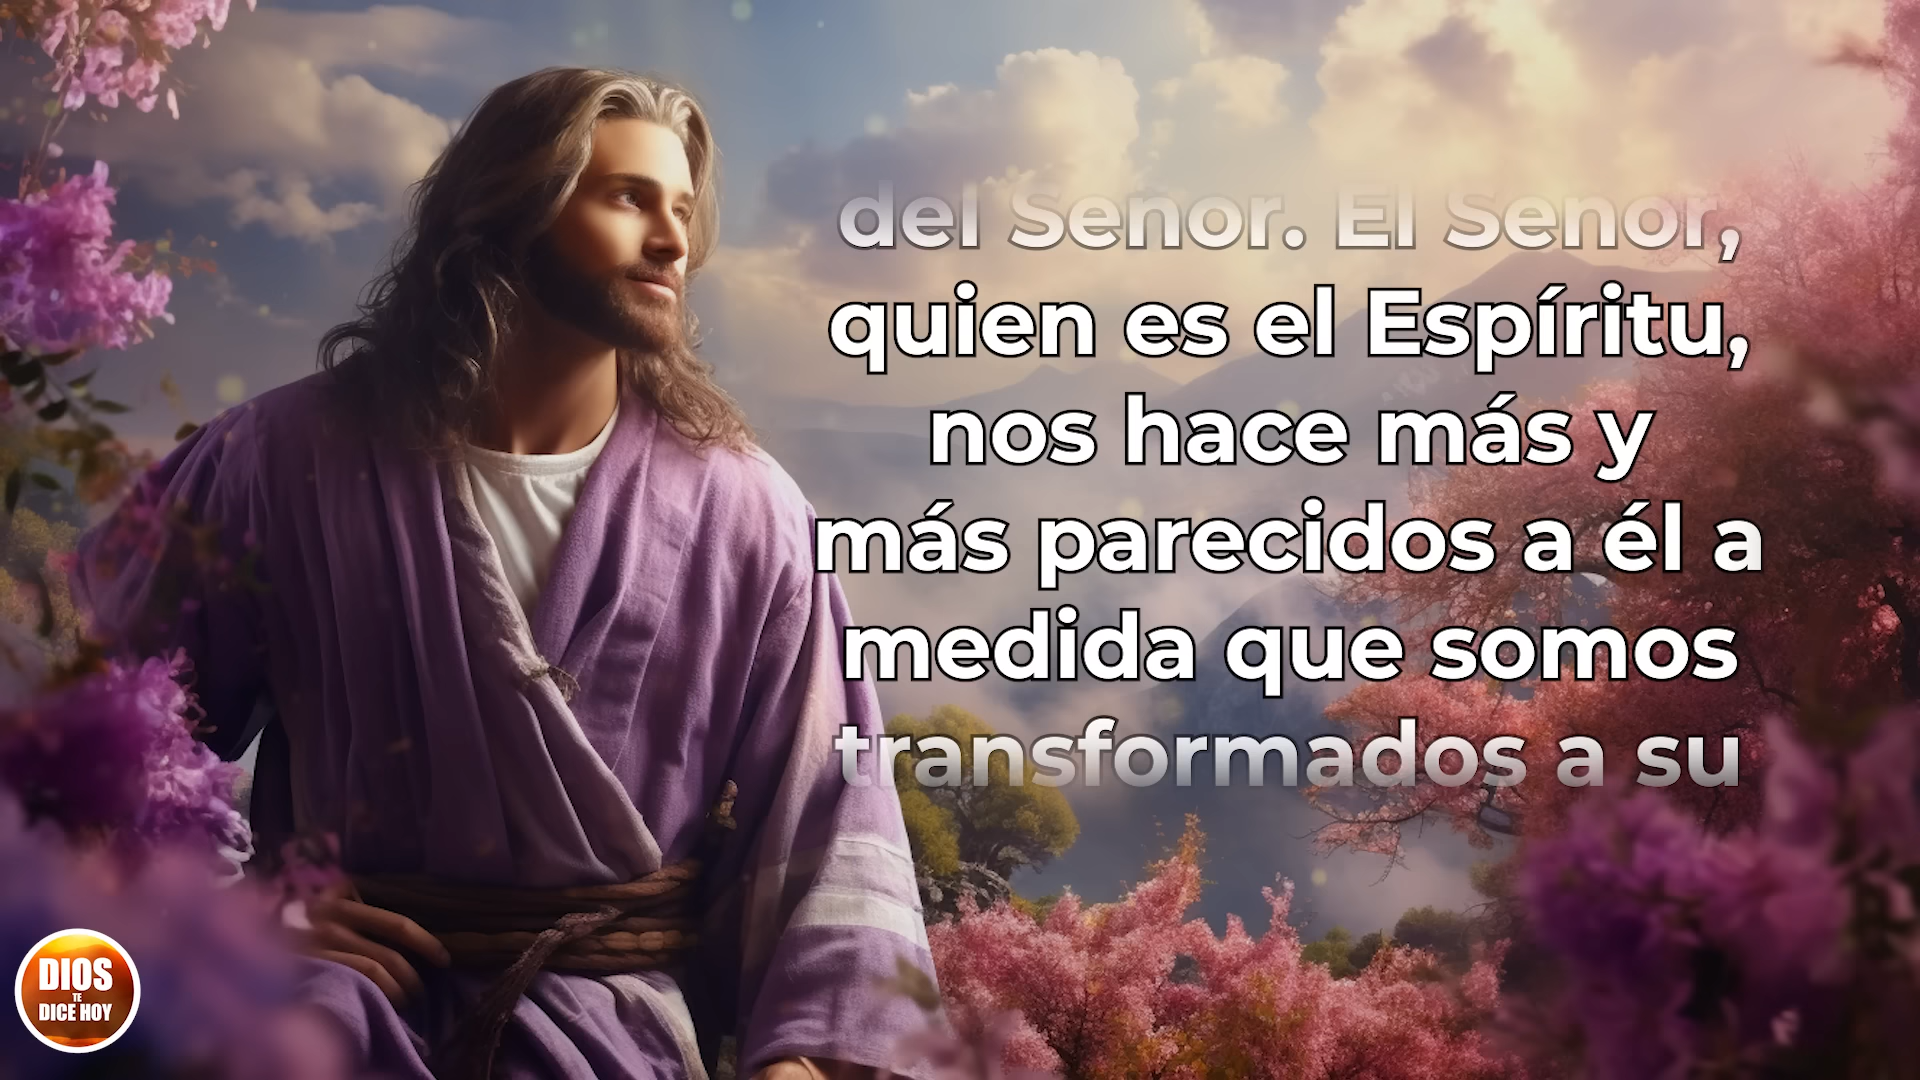 del Señor. El Señor,
quien es el Espíritu,
nos hace más y
más parecidos a él a
medida que somos
transformados a su
DIOS
TE
DICE HOY